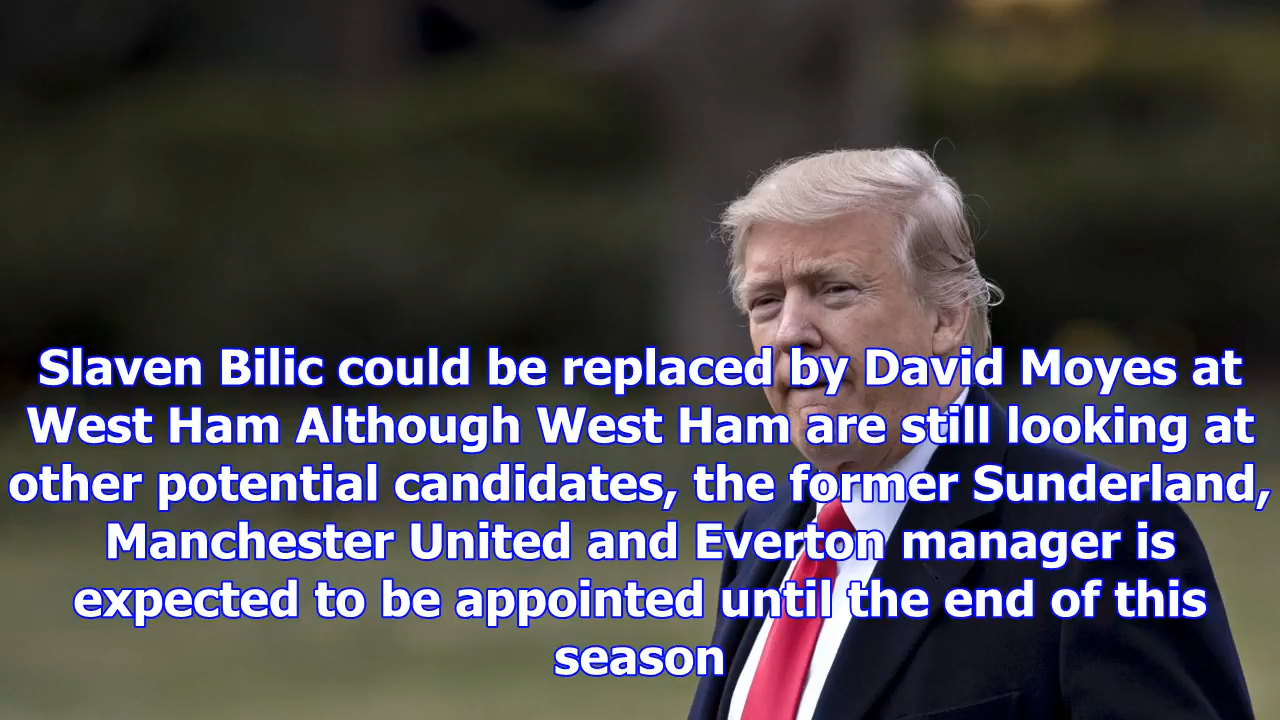 Slaven Bilic could be replaced by David Moyes at
West Ham Although West Ham are still looking at
other potential candidates, the former Sunderland,
Manchester United and Everton manager is
expected to be appointed until the end of this
season